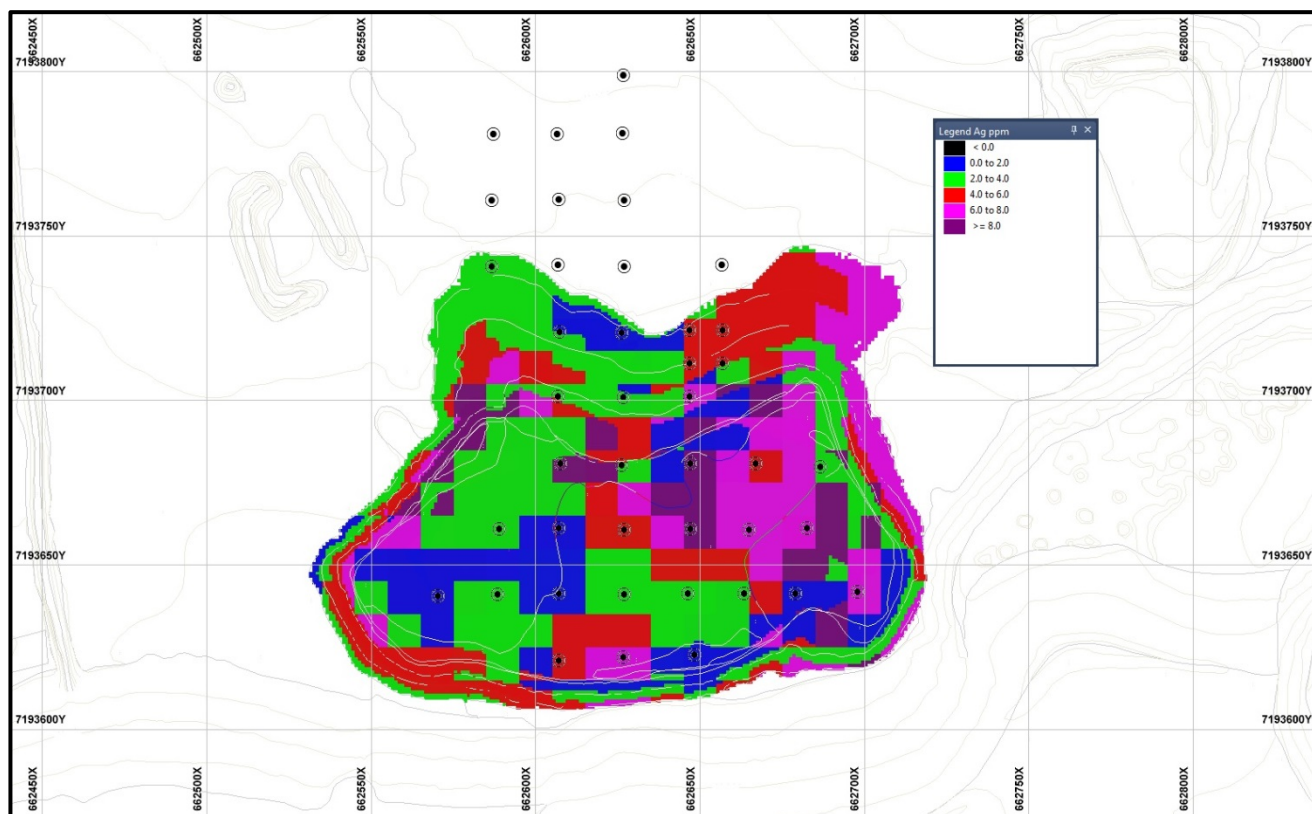 662450X 662500X 662550X 662600X 662650X 662700X 662750X 662800X
7193800Y 7193800Y
Legend Ag ppm
< 0.0
0.0 to 2.0
2.0 to 4.0
4.0 to 6.0
6.0 to 8.0
>= 8.0
7193750Y 7193750Y
7193700Y 7193700Y
7193650Y 7193650Y
7193600Y 7193600Y
662450X 662500X 662550X 662600X 662650X 662700X 662750X 662800X